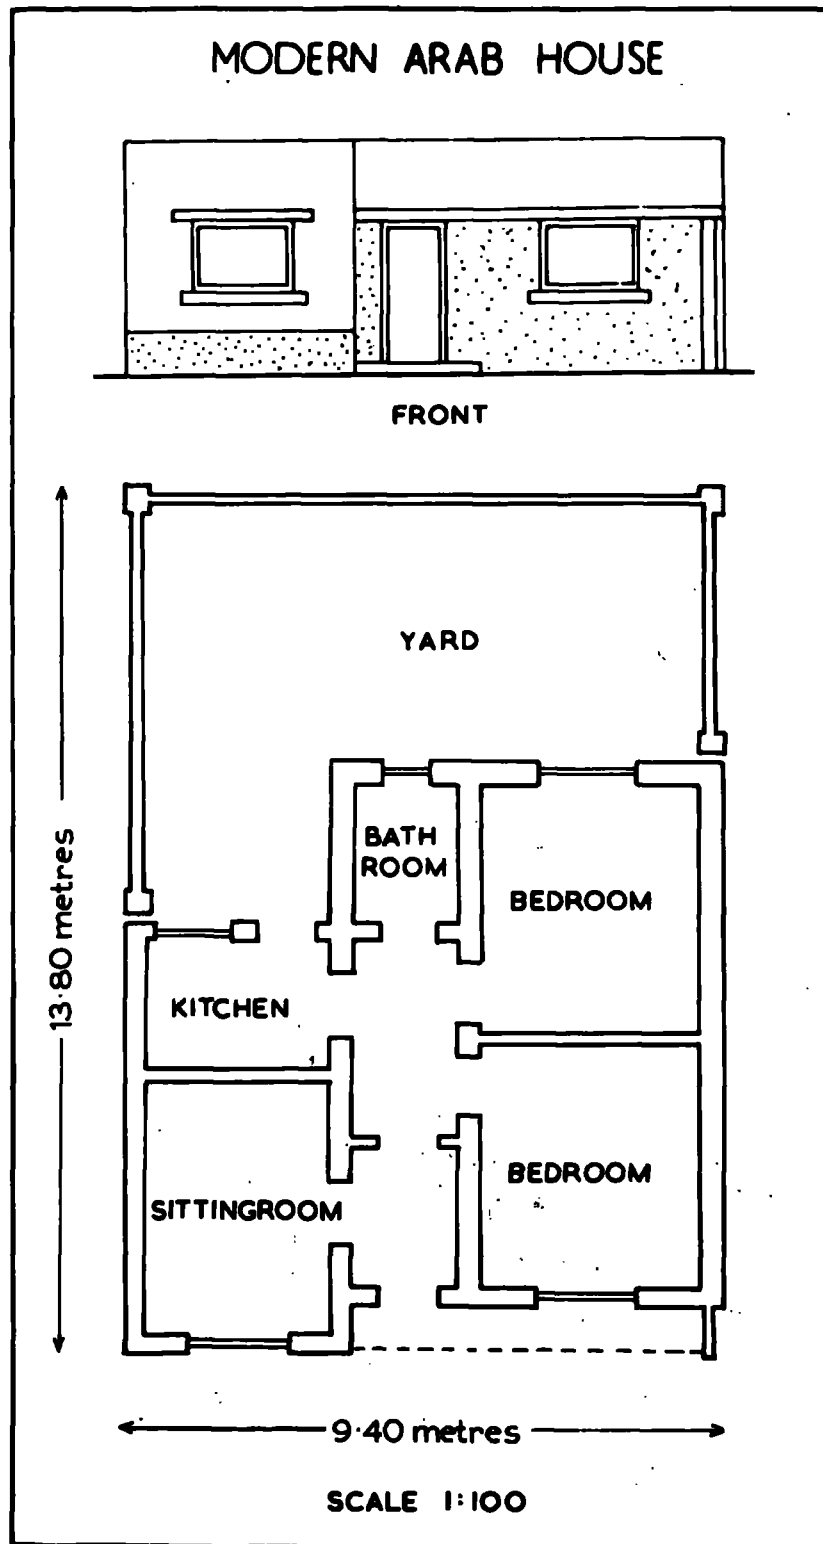 MODERN ARAB HOUSE
FRONT
YARD
BATH
ROOM
BEDROOM
13·80 metres
KITCHEN
BEDROOM
SITTINGROOM
9·40 metres
SCALE 1:100